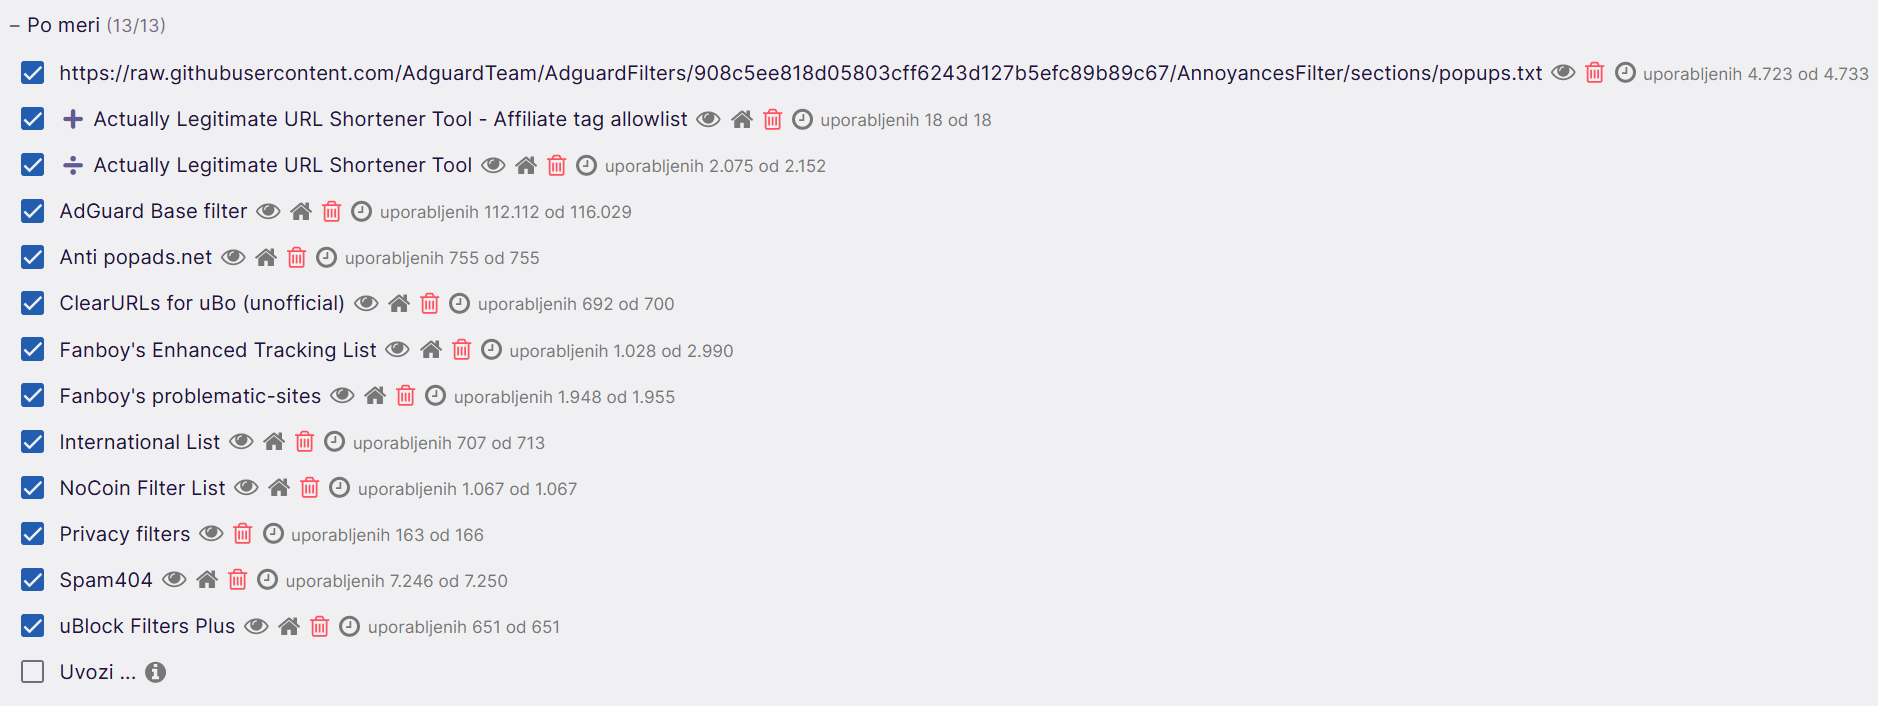 – Po meri (13/13)
https://raw.githubusercontent.com/AdguardTeam/AdguardFilters/908c5ee818d05803cff6243d127b5efc89b89c67/AnnoyancesFilter/sections/popups.txt uporabljenih 4.723 od 4.733
Actually Legitimate URL Shortener Tool - Affiliate tag allowlist uporabljenih 18 od 18
Actually Legitimate URL Shortener Tool uporabljenih 2.075 od 2.152
AdGuard Base filter uporabljenih 112.112 od 116.029
Anti popads.net uporabljenih 755 od 755
ClearURLs for uBo (unofficial) uporabljenih 692 od 700
Fanboy's Enhanced Tracking List uporabljenih 1.028 od 2.990
Fanboy's problematic-sites uporabljenih 1.948 od 1.955
International List uporabljenih 707 od 713
NoCoin Filter List uporabljenih 1.067 od 1.067
Privacy filters uporabljenih 163 od 166
Spam404 uporabljenih 7.246 od 7.250
uBlock Filters Plus uporabljenih 651 od 651
Uvozi ...